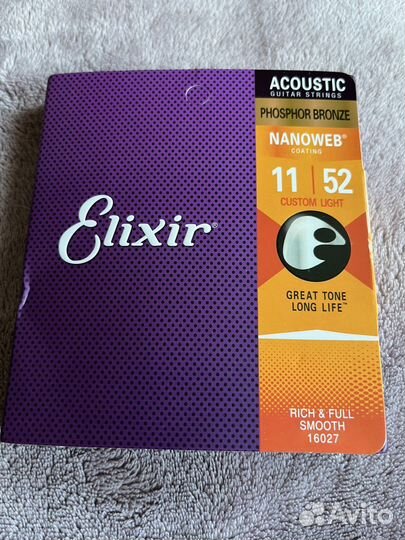 Elixir®
ACOUSTIC
GUITAR STRINGS
PHOSPHOR BRONZE
NANOWEB®
COATING
11 | 52
CUSTOM LIGHT
GREAT TONE
LONG LIFE™
RICH & FULL
SMOOTH
16027
Avito